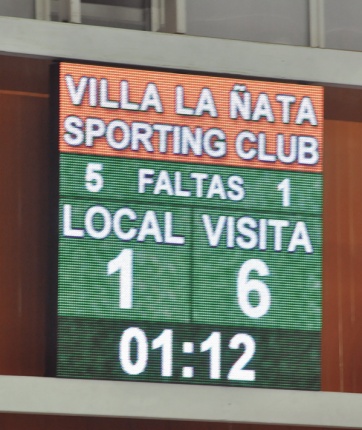 VILLA LA ÑATA
SPORTING CLUB
5 FALTAS 1
LOCAL VISITA
1 6
01:12